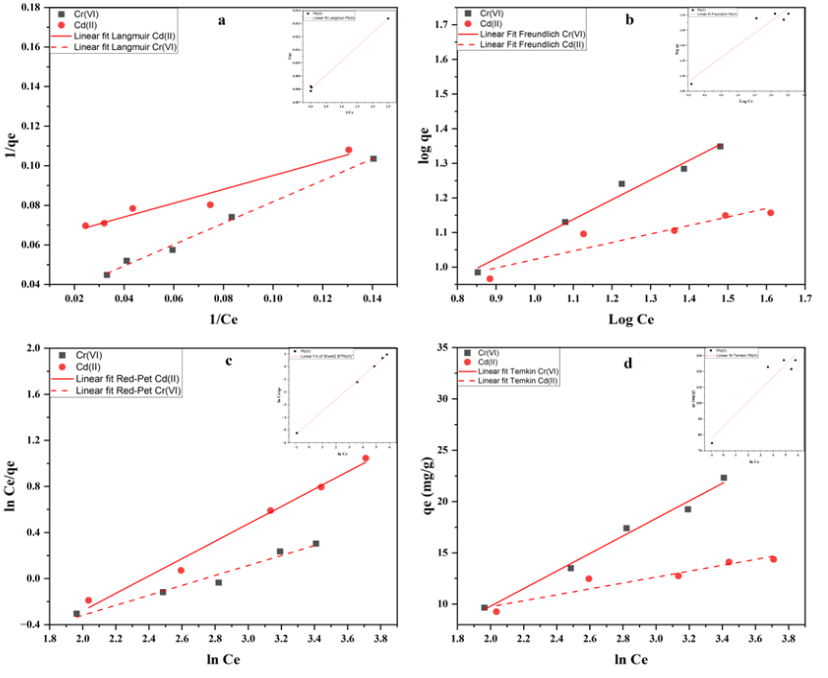 a
Cr(VI)
Cd(II)
Linear fit Langmuir Cd(II)
Linear fit Langmuir Cr(VI)
0.18
0.16
0.14
0.12
0.10
0.08
0.06
0.04
1/qe
0.02
0.04
0.06
0.08
0.10
0.12
0.14
1/Ce
1/Ce
b
Cr(VI)
Cd(II)
Linear Fit Freundlich Cr(VI)
Linear Fit Freundlich Cd(II)
1.7
1.6
1.5
1.4
1.3
1.2
1.1
1.0
log qe
0.8
0.9
1.0
1.1
1.2
1.3
1.4
1.5
1.6
1.7
Log Ce
Log Ce
c
Cr(VI)
Cd(II)
Linear fit Red-Pet Cd(II)
Linear fit Red-Pet Cr(VI)
2.0
1.6
1.2
0.8
0.4
0.0
−0.4
ln Ce/qe
2.0
2.2
2.4
2.6
2.8
3.0
3.2
3.4
3.6
3.8
ln Ce
ln Ce
d
Cr(VI)
Cd(II)
Linear fit Temkin Cr(VI)
Linear fit Temkin Cd(II)
35
30
25
20
15
10
qe (mg/g)
1.8
2.0
2.2
2.4
2.6
2.8
3.0
3.2
3.4
3.6
3.8
ln Ce
qe (mg/g)
ln Ce